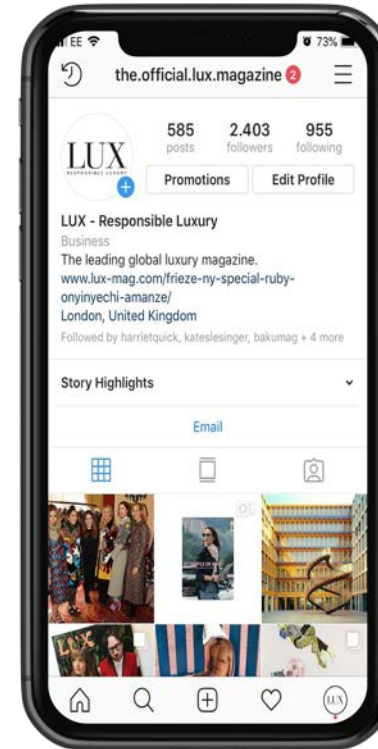 EE 73%
the.official.lux.magazine 2
LUX
RESPONSIBLE LUXURY
585 2.403 955
posts followers following
Promotions Edit Profile
LUX - Responsible Luxury
Business
The leading global luxury magazine.
www.lux-mag.com/frieze-ny-special-ruby-
onyinyechi-amanze/
London, United Kingdom
Followed by harrietquick, kateslesinger, bakumag + 4 more
Story Highlights
Email
LUX
LUX